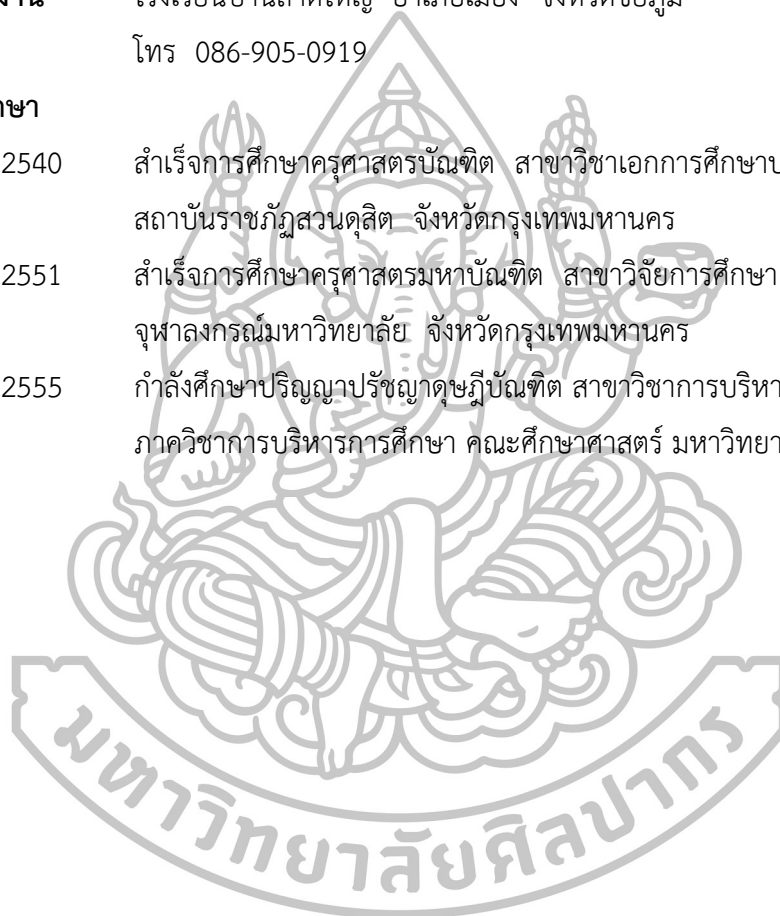 โทร 086-905-0919
2540 สำเร็จการศึกษาครุศาสตรบัณฑิต สาขาวิชาเอกการศึกษาป
สถาบันราชภัฏสวนดุสิต จังหวัดกรุงเทพมหานคร
2551 สำเร็จการศึกษาครุศาสตรมหาบัณฑิต สาขาวิจัยการศึกษา
จุฬาลงกรณ์มหาวิทยาลัย จังหวัดกรุงเทพมหานคร
2555 กำลังศึกษาปริญญาปรัชญาดุษฎีบัณฑิต สาขาวิชาการบริหา
ภาควิชาการบริหารการศึกษา คณะศึกษาศาสตร์ มหาวิทยา
มหาวิทยาลัยศิลปากร